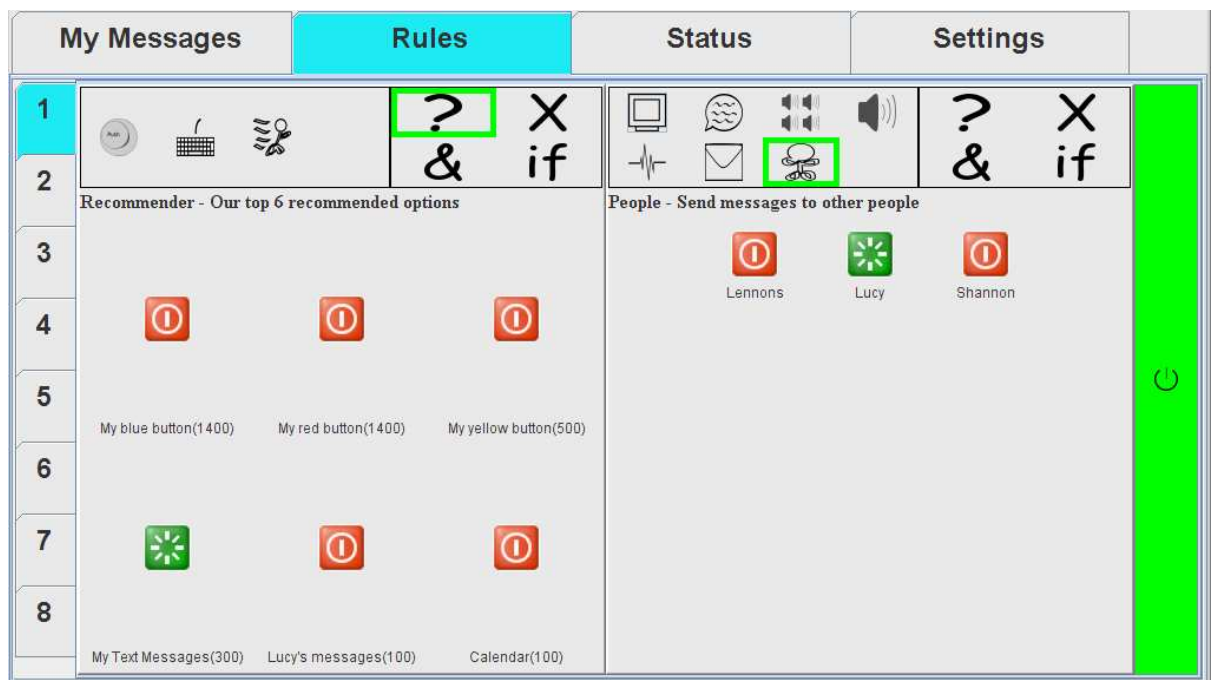 My Messages Rules Status Settings
1
2
3
4
5
6
7
8
Push
? X
& if
Recommender - Our top 6 recommended options
My blue button(1400) My red button(1400) My yellow button(500)
My Text Messages(300) Lucy's messages(100) Calendar(100)
? X
& if
People - Send messages to other people
Lennons Lucy Shannon